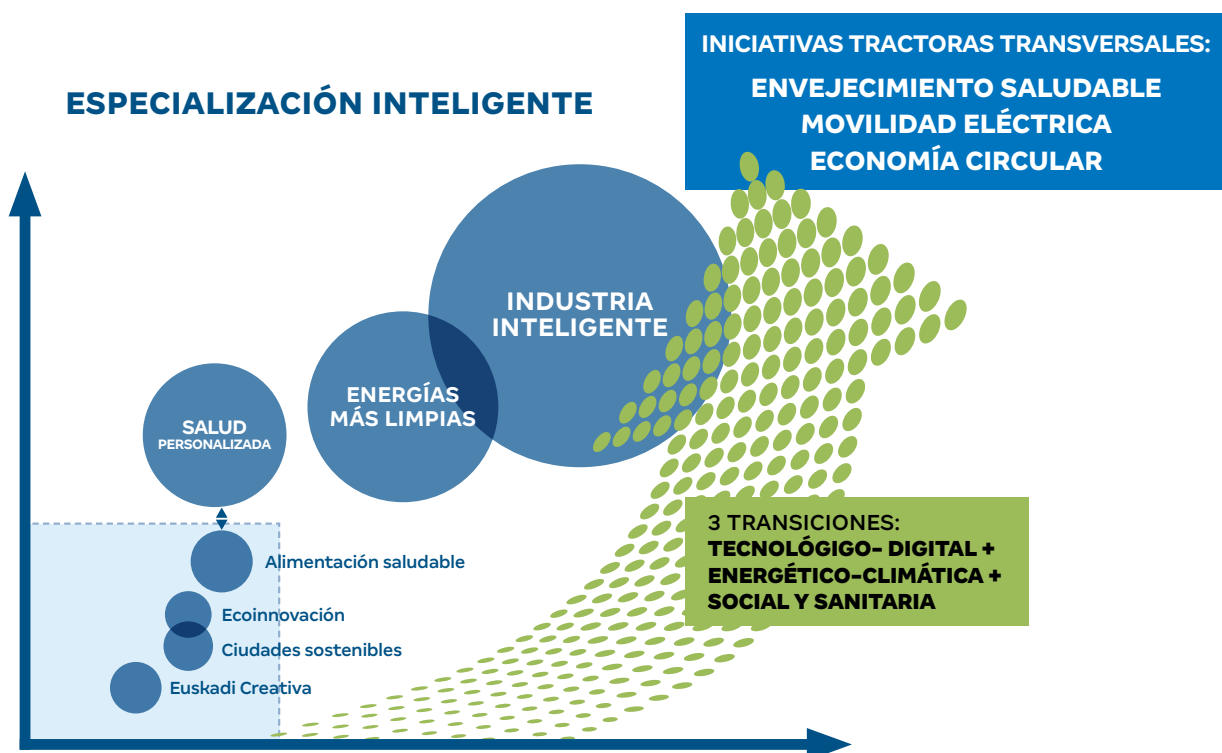 ESPECIALIZACIÓN INTELIGENTE
INICIATIVAS TRACTORAS TRANSVERSALES:
ENVEJECIMIENTO SALUDABLE
MOVILIDAD ELÉCTRICA
ECONOMÍA CIRCULAR
INDUSTRIA
INTELIGENTE
ENERGÍAS
MÁS LIMPIAS
SALUD
PERSONALIZADA
Alimentación saludable
Ecoinnovación
Ciudades sostenibles
Euskadi Creativa
3 TRANSICIONES:
TECNOLÓGIGO- DIGITAL +
ENERGÉTICO-CLIMÁTICA +
SOCIAL Y SANITARIA